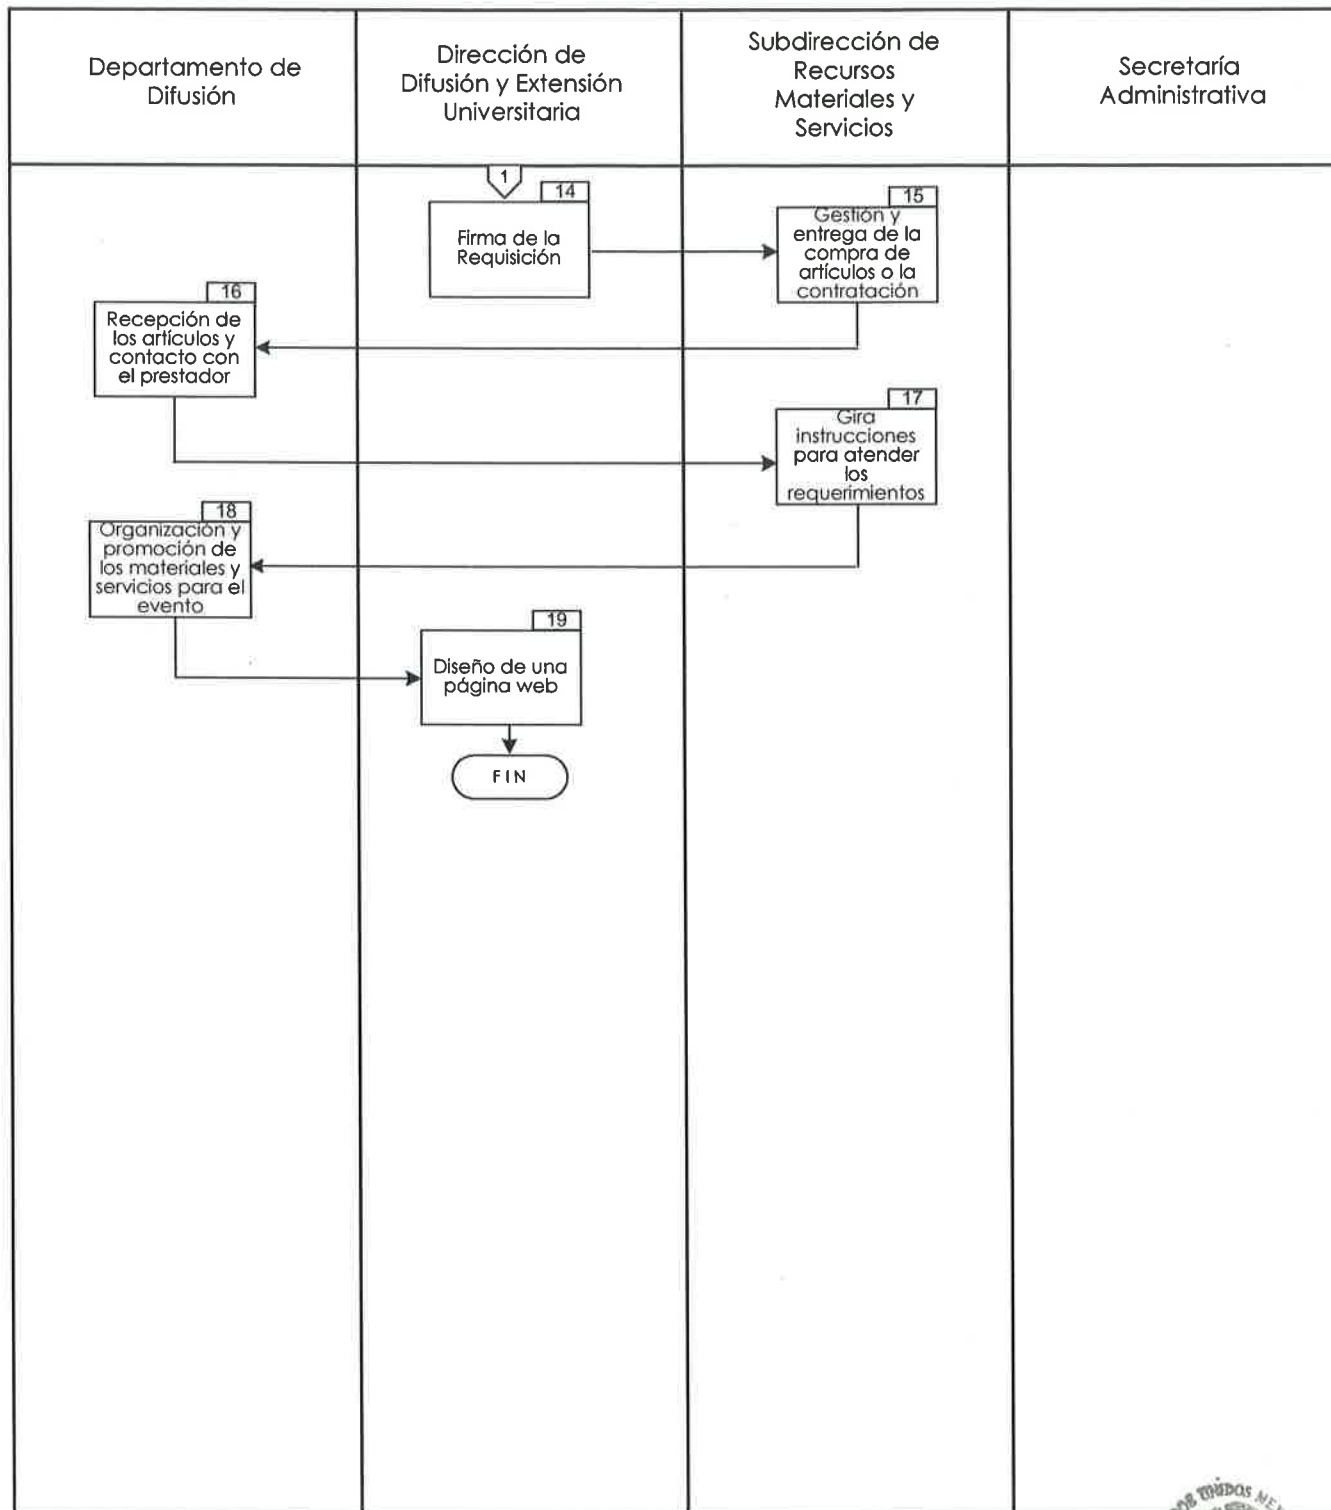 Departamento de
Difusión
Dirección de
Difusión y Extensión
Universitaria
Subdirección de
Recursos
Materiales y
Servicios
Secretaría
Administrativa
1
14
Firma de la
Requisición
15
Gestión y
entrega de la
compra de
artículos o la
contratación
16
Recepción de
los artículos y
contacto con
el prestador
17
Gira
instrucciones
para atender
los
requerimientos
18
Organización y
promoción de
los materiales y
servicios para el
evento
19
Diseño de una
página web
FIN
UNIDOS